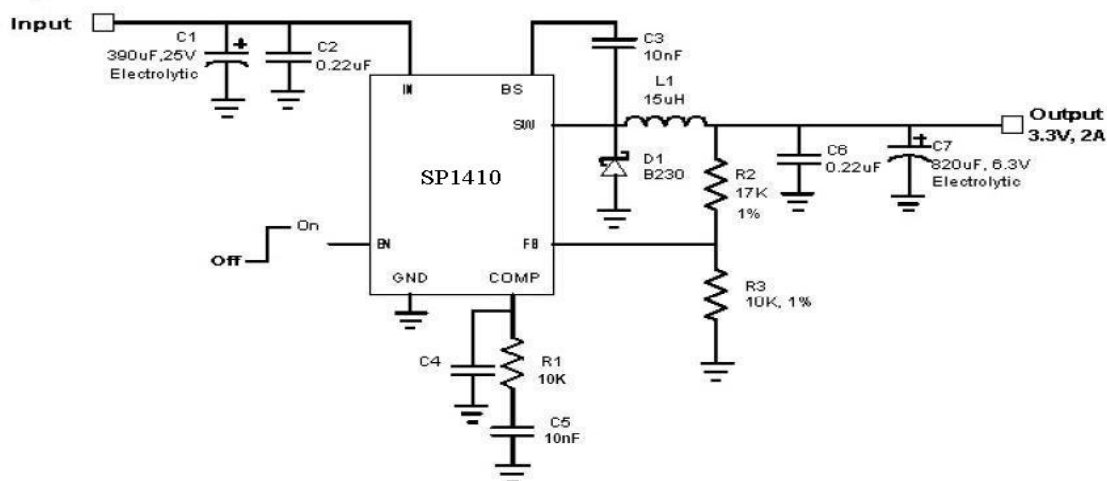 Input
C1
390uF,25V
Electrolytic
C2
0.22uF
IN
BS
SW
SP1410
EN
FB
GND
COMP
C3
10nF
L1
15uH
D1
B230
R2
17K
1%
R3
10K, 1%
C6
0.22uF
C7
820uF, 6.3V
Electrolytic
Output
3.3V, 2A
On
Off
C4
R1
10K
C5
10nF